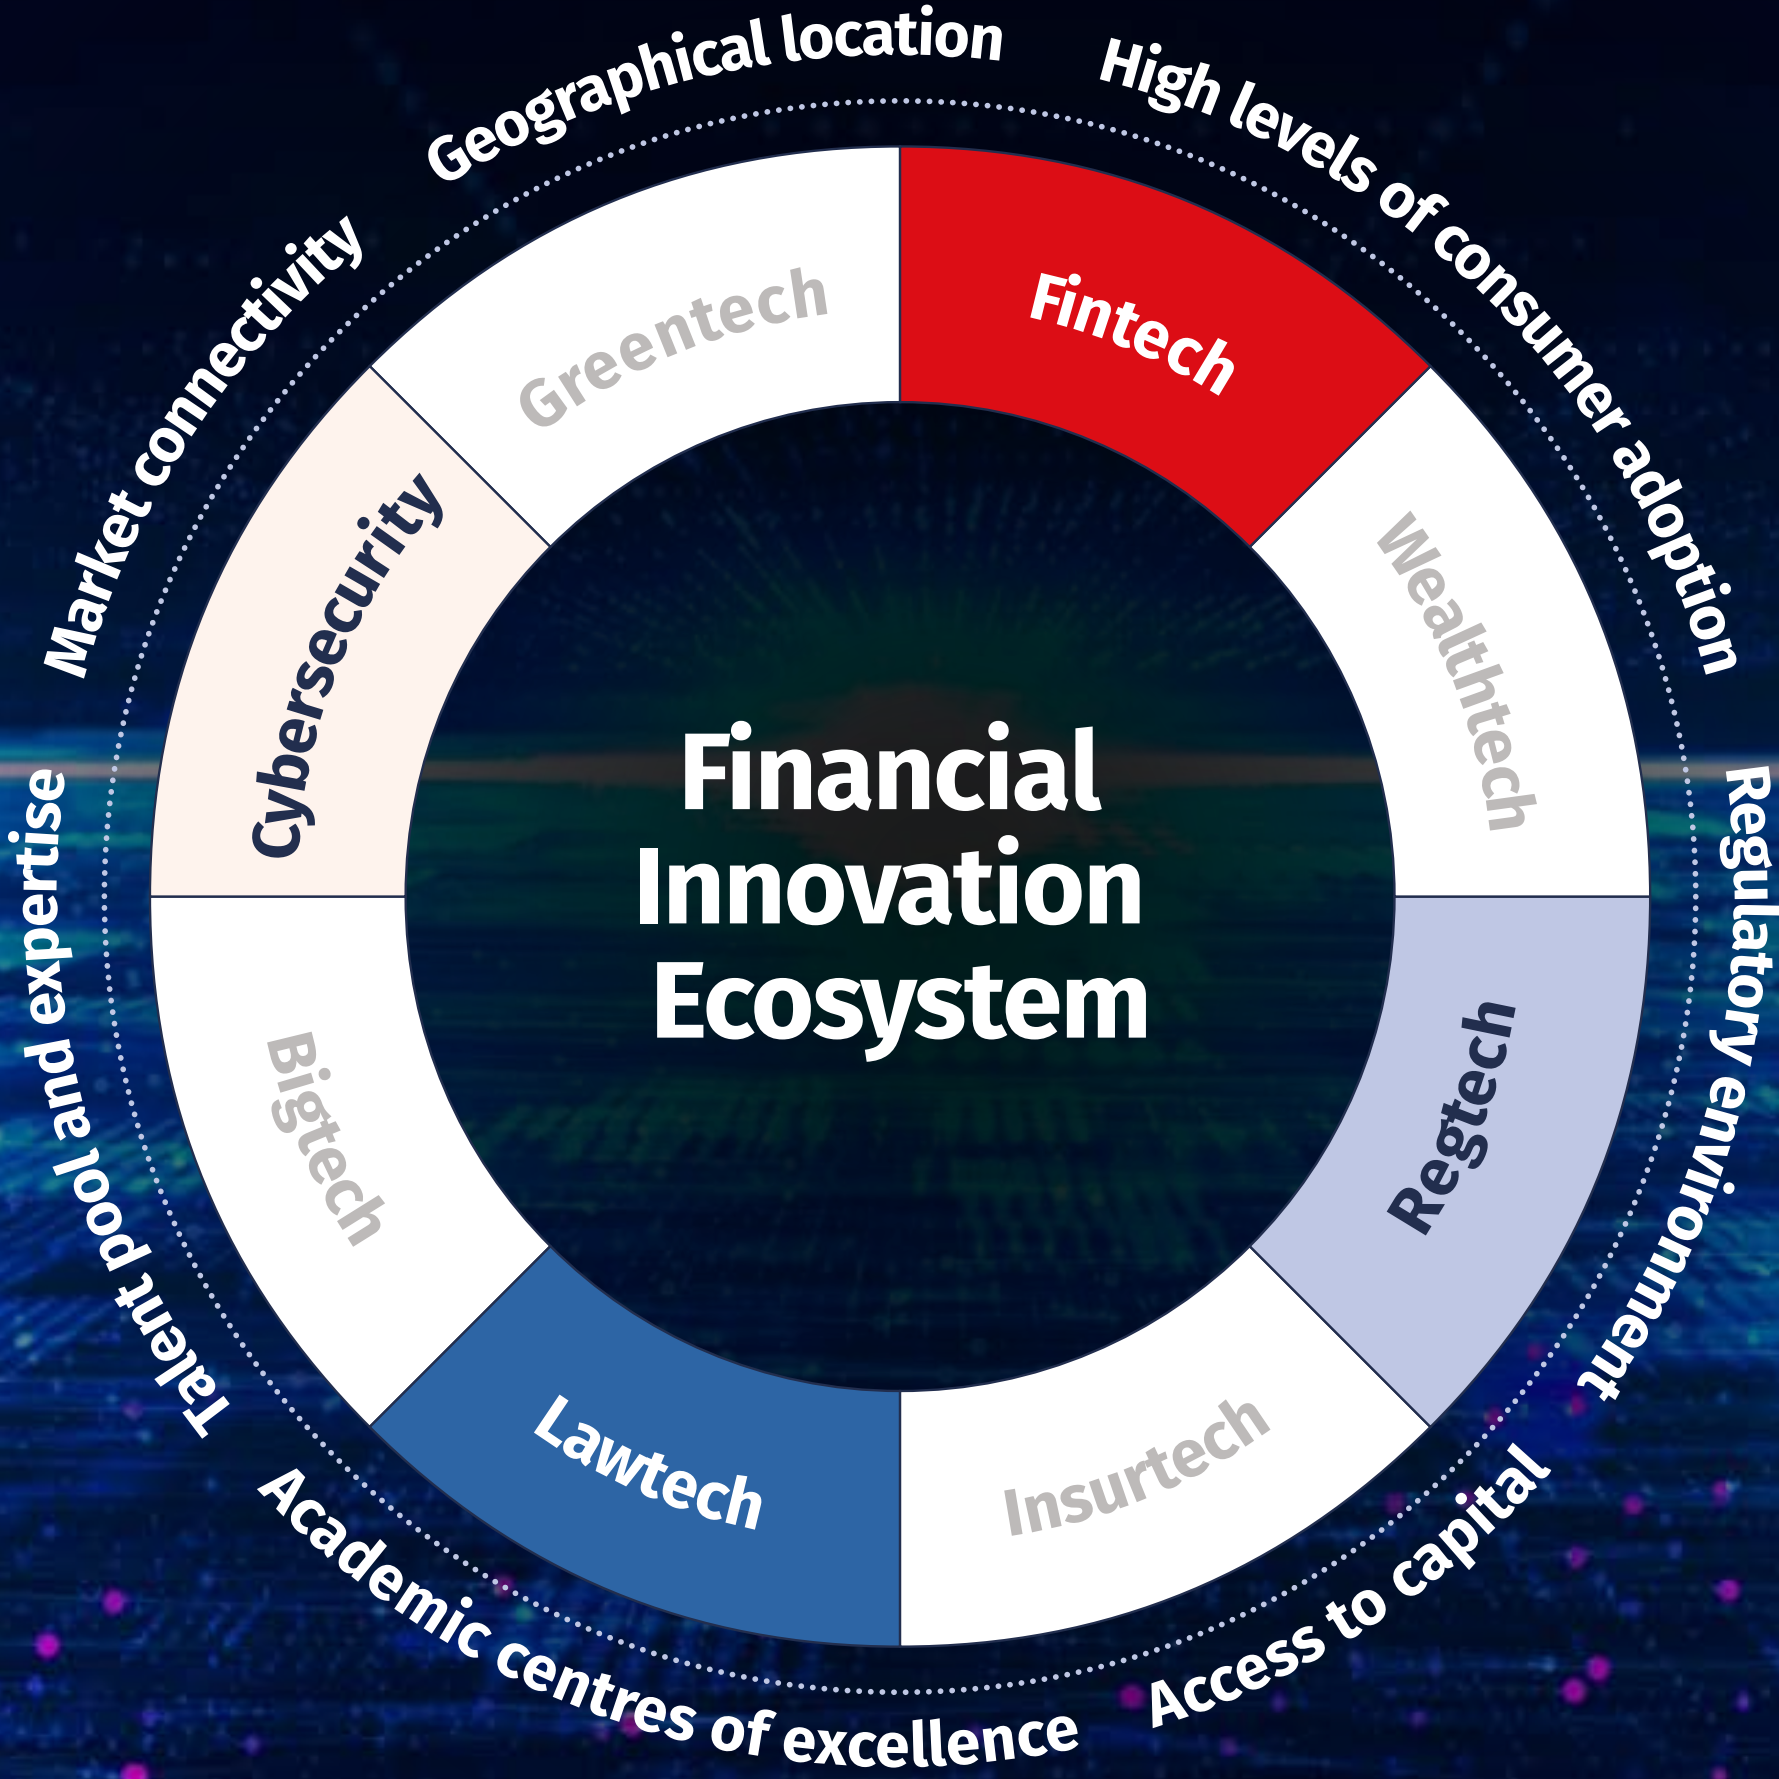 Geographical location
High levels of consumer adoption
Regulatory environment
Access to capital
Academic centres of excellence
Talent pool and expertise
Market connectivity
Fintech
Wealthtech
Regtech
Insurtech
Lawtech
Bigtech
Cybersecurity
Greentech
Financial
Innovation
Ecosystem